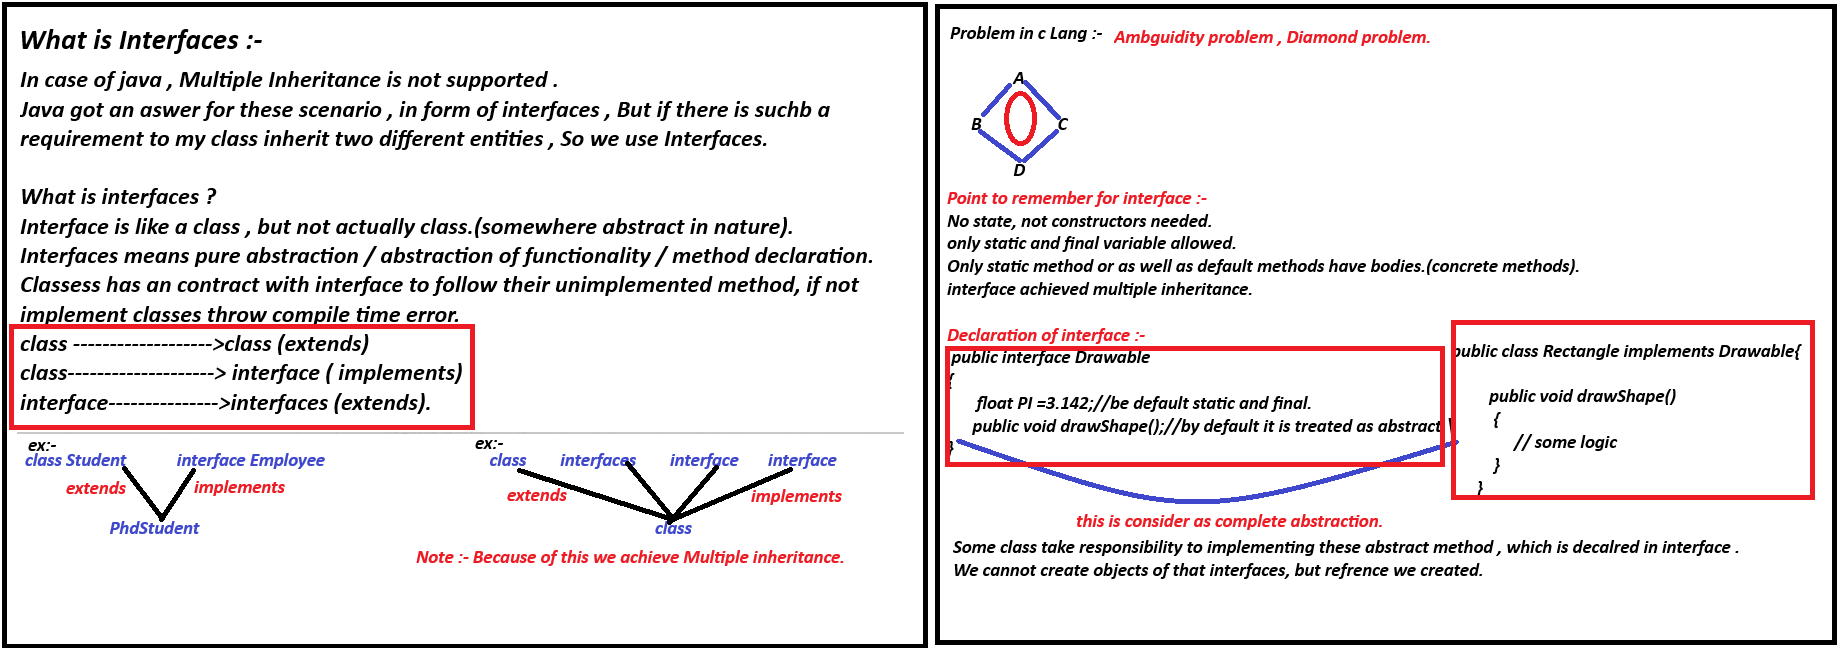 What is Interfaces :-
In case of java , Multiple Inheritance is not supported .
Java got an aswer for these scenario , in form of interfaces , But if there is suchb a
requirement to my class inherit two different entities , So we use Interfaces.
What is interfaces ?
Interface is like a class , but not actually class.(somewhere abstract in nature).
Interfaces means pure abstraction / abstraction of functionality / method declaration.
Classess has an contract with interface to follow their unimplemented method, if not
implement classes throw compile time error.
class ------------------->class (extends)
class--------------------> interface ( implements)
interface--------------->interfaces (extends).
ex:-
class Student interface Employee
extends implements
PhdStudent
ex:-
class interfaces interface interface
extends implements
class
Note :- Because of this we achieve Multiple inheritance.
Problem in c Lang :- Ambguidity problem , Diamond problem.
A
B C
D
Point to remember for interface :-
No state, not constructors needed.
only static and final variable allowed.
Only static method or as well as default methods have bodies.(concrete methods).
interface achieved multiple inheritance.
Declaration of interface :-
public interface Drawable
{
float PI =3.142;//be default static and final.
public void drawShape();//by default it is treated as abstract \
}
public class Rectangle implements Drawable{
public void drawShape()
{
// some logic
}
}
this is consider as complete abstraction.
Some class take responsibility to implementing these abstract method , which is decalred in interface .
We cannot create objects of that interfaces, but refrence we created.